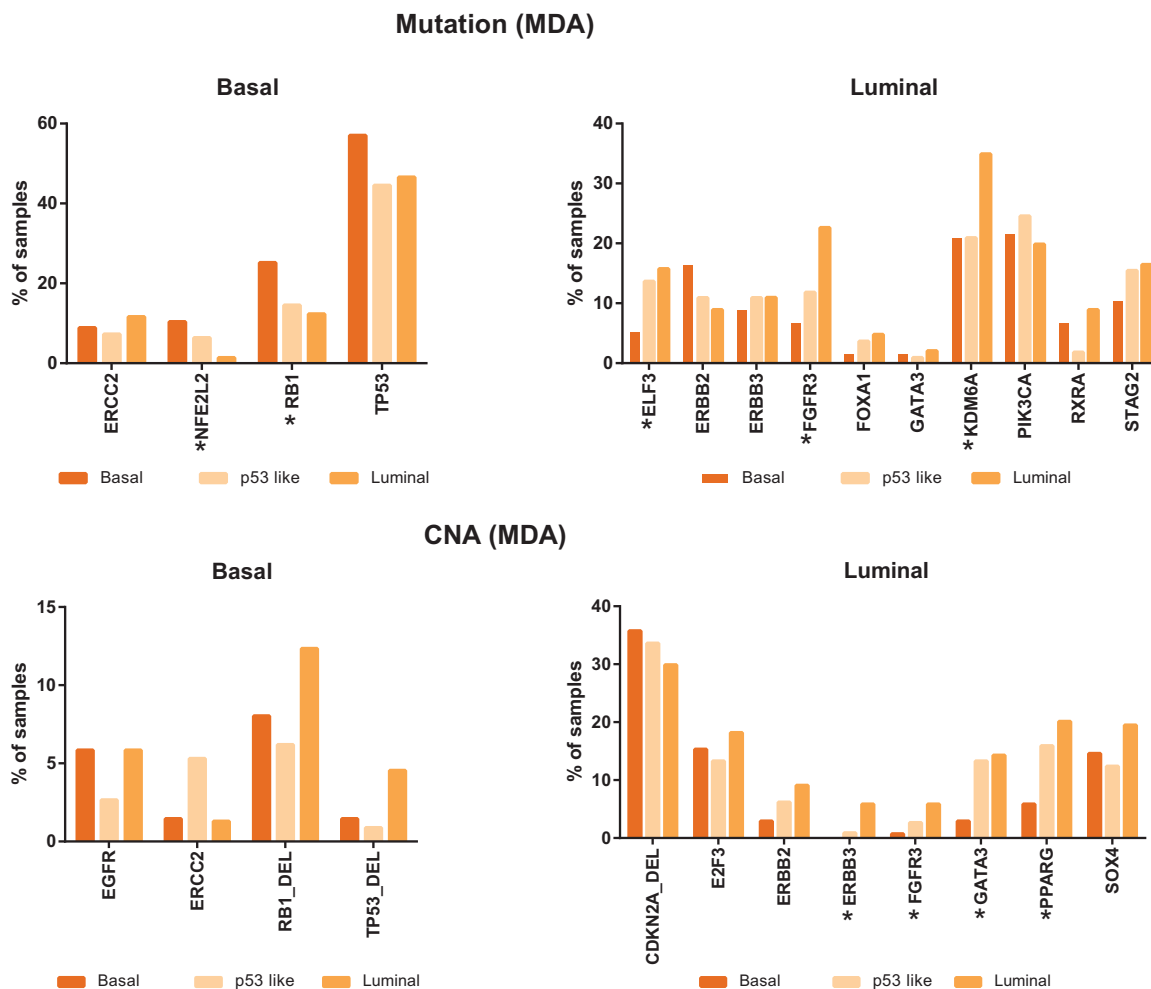 Mutation (MDA)
Basal
% of samples
60
40
20
0
ERCC2
*NFE2L2
* RB1
TP53
Basal p53 like Luminal
Luminal
% of samples
40
30
20
10
0
*ELF3
ERBB2
ERBB3
*FGFR3
FOXA1
GATA3
*KDM6A
PIK3CA
RXRA
STAG2
Basal p53 like Luminal
CNA (MDA)
Basal
% of samples
15
10
5
0
EGFR
ERCC2
RB1_DEL
TP53_DEL
Basal p53 like Luminal
Luminal
% of samples
40
30
20
10
0
CDKN2A_DEL
E2F3
ERBB2
* ERBB3
* FGFR3
* GATA3
*PPARG
SOX4
Basal p53 like Luminal